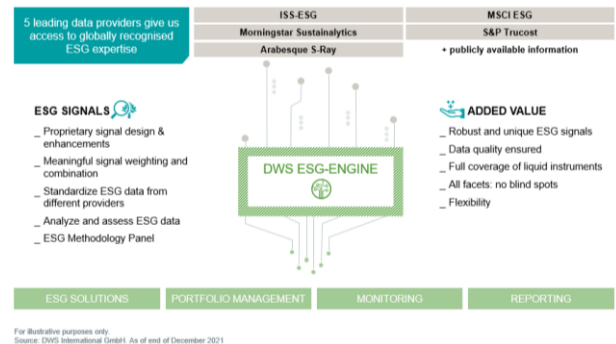 5 leading data providers give us
access to globally recognised
ESG expertise
ISS-ESG
MSCI ESG
Morningstar Sustainalytics
S&P Trucost
Arabesque S-Ray
+ publicly available information
ESG SIGNALS
_ Proprietary signal design &
enhancements
_ Meaningful signal weighting and
combination
_ Standardize ESG data from
different providers
_ Analyze and assess ESG data
_ ESG Methodology Panel
DWS ESG-ENGINE
ADDED VALUE
_ Robust and unique ESG signals
_ Data quality ensured
_ Full coverage of liquid instruments
_ All facets: no blind spots
_ Flexibility
ESG SOLUTIONS
PORTFOLIO MANAGEMENT
MONITORING
REPORTING
For illustrative purposes only.
Source: DWS International GmbH. As of end of December 2021